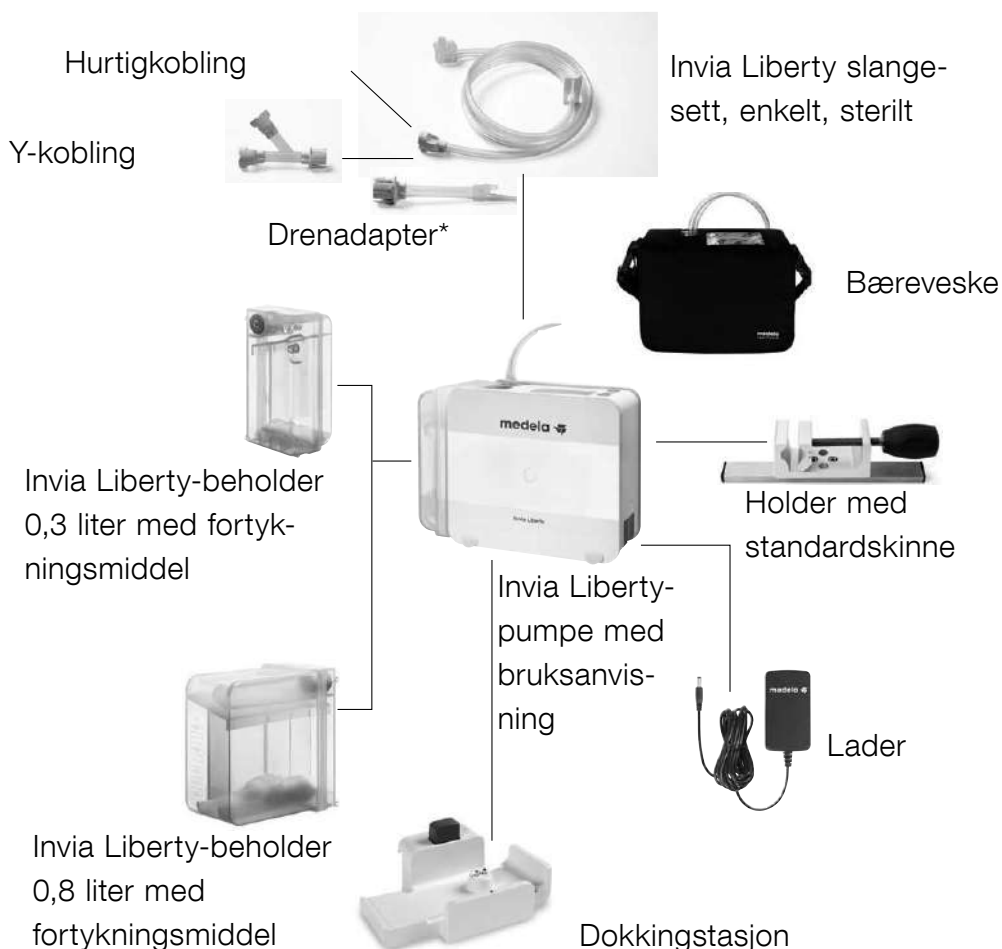 Hurtigkobling
Invia Liberty slange-
sett, enkelt, sterilt
Y-kobling
Drenadapter*
Bæreveske
medela
medela
Invia Liberty
Invia Liberty-beholder
0,3 liter med fortyk-
ningsmiddel
Holder med
standardskinne
Invia Liberty-
pumpe med
bruksanvis-
ning
medela
Lader
Invia Liberty-beholder
0,8 liter med
fortykningsmiddel
Dokkingstasjon